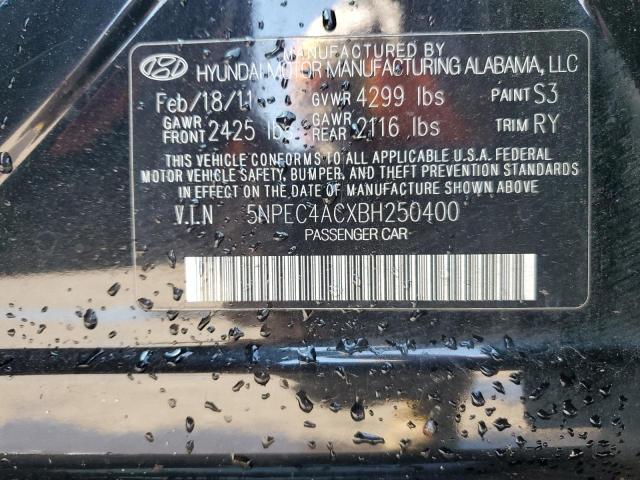 MANUFACTURED BY
HYUNDAI MOTOR MANUFACTURING ALABAMA, LLC
Feb/18/11 GVWR 4299 lbs PAINT S3
GAWR FRONT 2425 lbs GAWR REAR 2116 lbs TRIM RY
THIS VEHICLE CONFORMS TO ALL APPLICABLE U.S.A. FEDERAL
MOTOR VEHICLE SAFETY, BUMPER, AND THEFT PREVENTION STANDARDS
IN EFFECT ON THE DATE OF MANUFACTURE SHOWN ABOVE
V.I.N 5NPEC4ACXBH250400
PASSENGER CAR